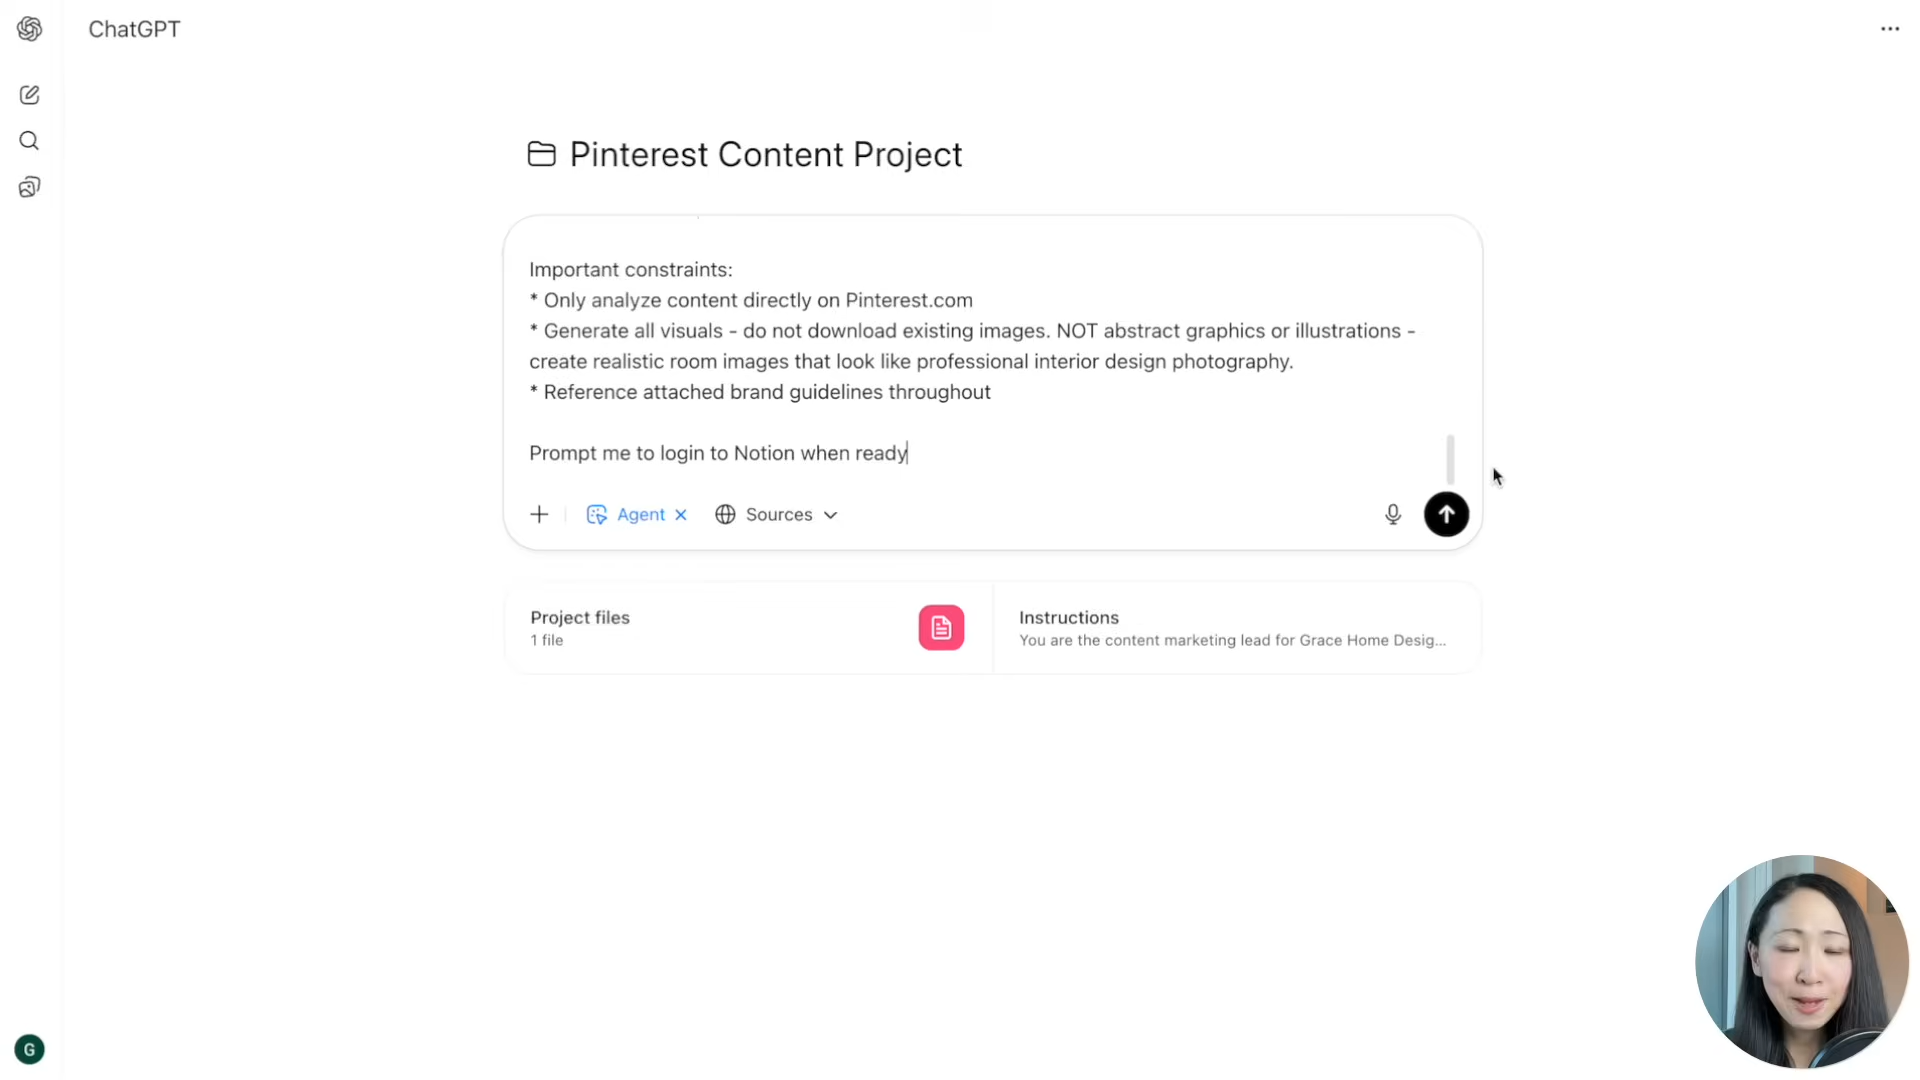 ChatGPT
Pinterest Content Project
Important constraints:
* Only analyze content directly on Pinterest.com
* Generate all visuals - do not download existing images. NOT abstract graphics or illustrations -
create realistic room images that look like professional interior design photography.
* Reference attached brand guidelines throughout
Prompt me to login to Notion when ready
Agent
Sources
Project files
1 file
Instructions
You are the content marketing lead for Grace Home Desig...
G